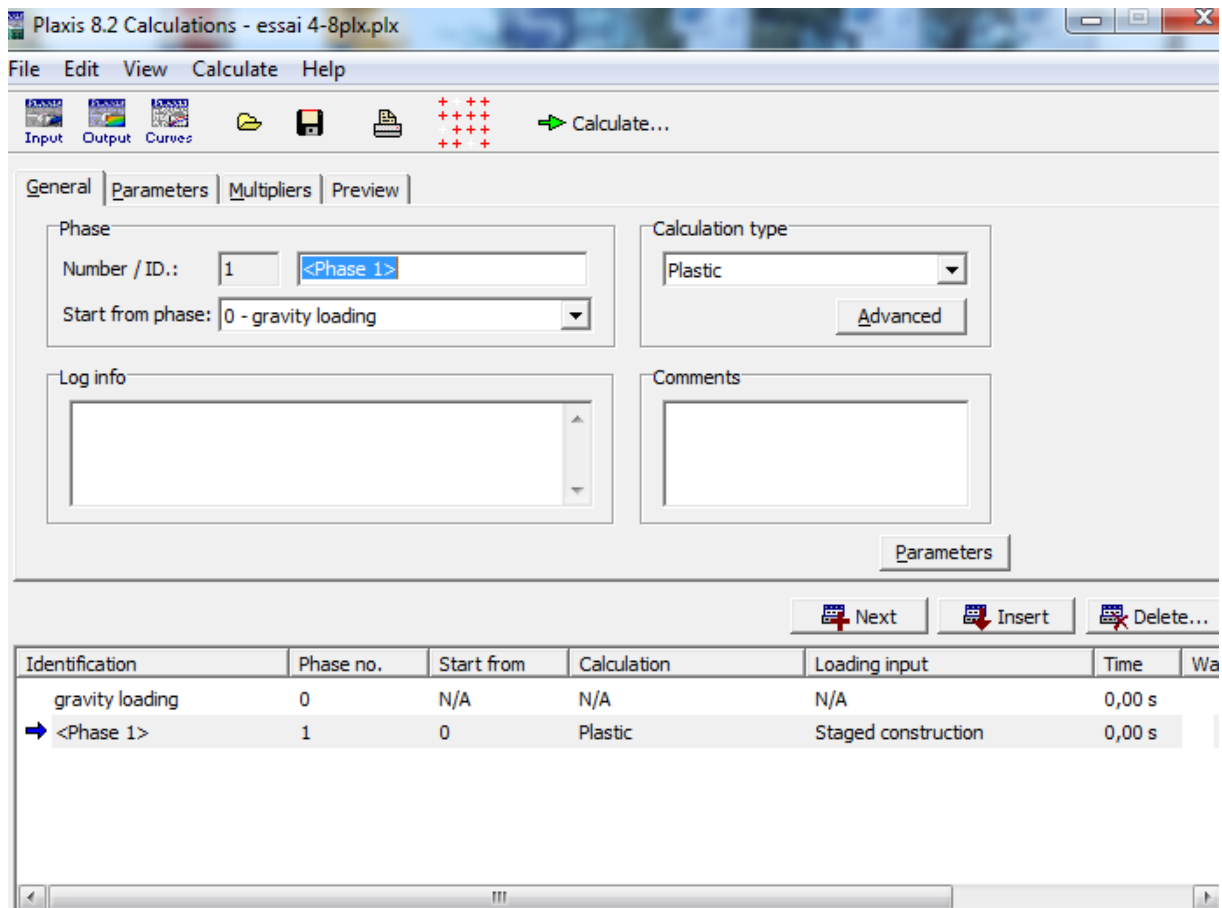 Plaxis 8.2 Calculations - essai 4-8plx.plx
File Edit View Calculate Help
Input Output Curves Calculate...
General Parameters Multipliers Preview
Phase
Number / ID.: 1 <Phase 1>
Start from phase: 0 - gravity loading
Calculation type
Plastic
Advanced
Log info
Comments
Parameters
Next Insert Delete...
Identification Phase no. Start from Calculation Loading input Time Wa
gravity loading 0 N/A N/A N/A 0,00 s
<Phase 1> 1 0 Plastic Staged construction 0,00 s